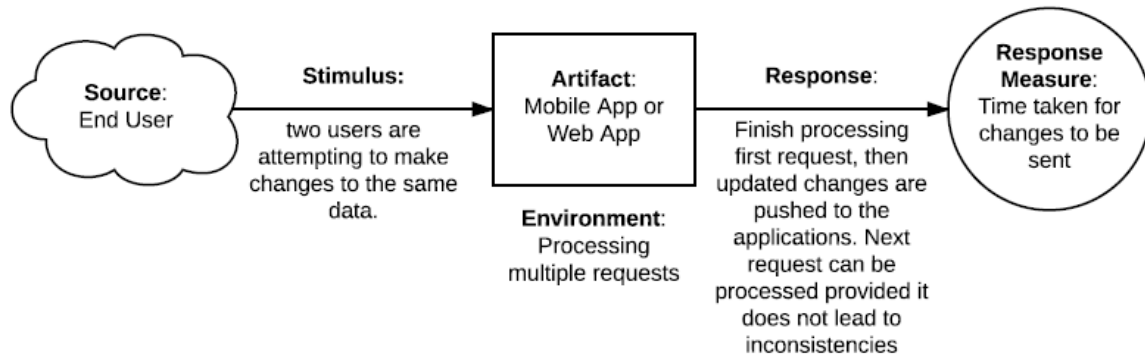 Source:
End User
Stimulus:
two users are
attempting to make
changes to the same
data.
Artifact:
Mobile App or
Web App
Environment:
Processing
multiple requests
Response:
Finish processing
first request, then
updated changes are
pushed to the
applications. Next
request can be
processed provided it
does not lead to
inconsistencies
Response
Measure:
Time taken for
changes to be
sent